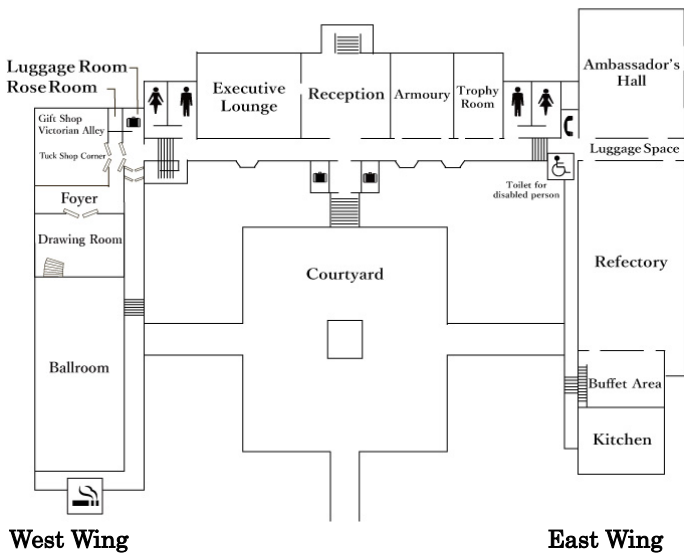 Luggage Room
Rose Room
Gift Shop
Victorian Alley
Tuck Shop Corner
Foyer
Drawing Room
Ballroom
Executive
Lounge
Reception
Armoury
Trophy
Room
Ambassador's
Hall
Luggage Space
Toilet for
disabled person
Courtyard
Refectory
Buffet Area
Kitchen
West Wing
East Wing